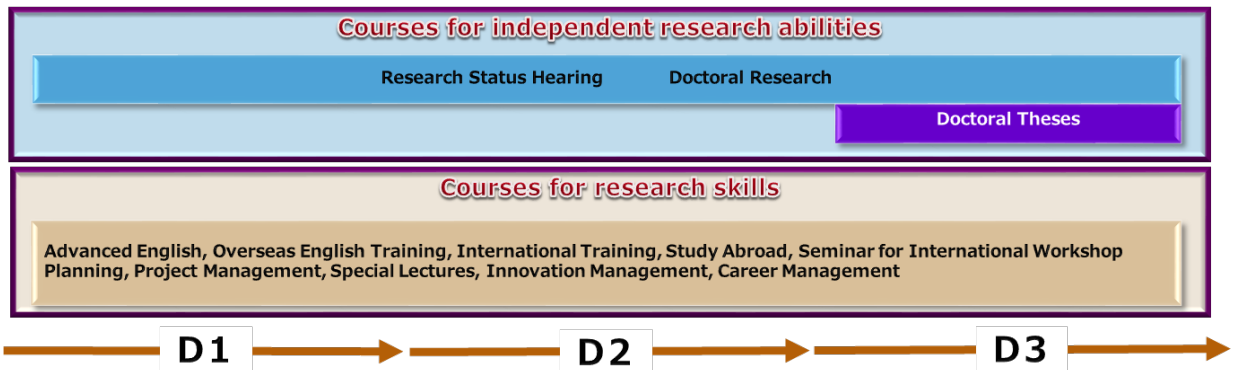 Courses for independent research abilities
Research Status Hearing Doctoral Research
Doctoral Theses
Courses for research skills
Advanced English, Overseas English Training, International Training, Study Abroad, Seminar for International Workshop
Planning, Project Management, Special Lectures, Innovation Management, Career Management
D1 D2 D3